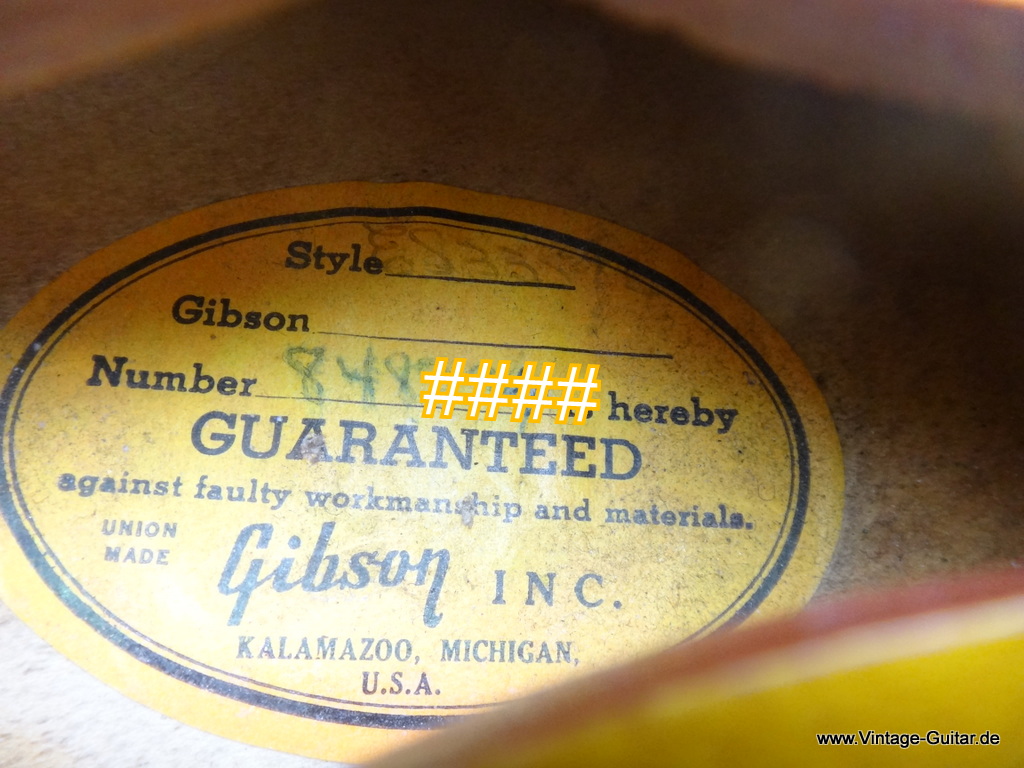 Style
Gibson
Number 848 #### hereby
GUARANTEED
against faulty workmanship and materials.
UNION
MADE
Gibson INC.
KALAMAZOO, MICHIGAN,
U.S.A.
www.Vintage-Guitar.de